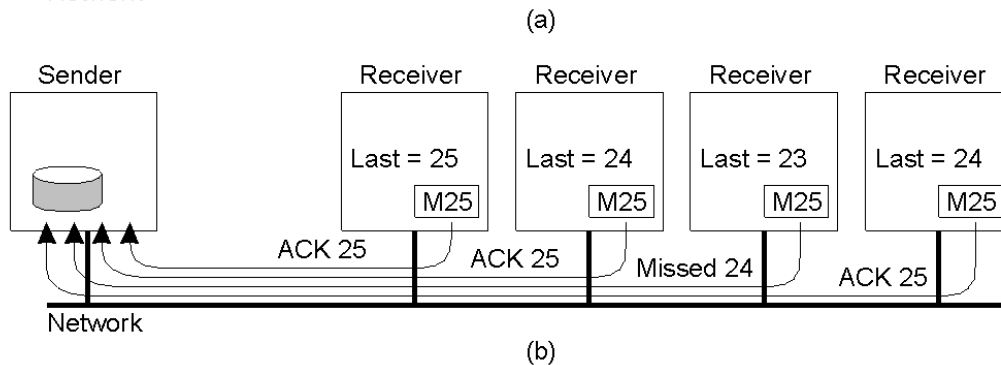 (a)
Sender Receiver Receiver Receiver Receiver
Last = 25 Last = 24 Last = 23 Last = 24
M25 M25 M25 M25
ACK 25 ACK 25 Missed 24 ACK 25
Network
(b)